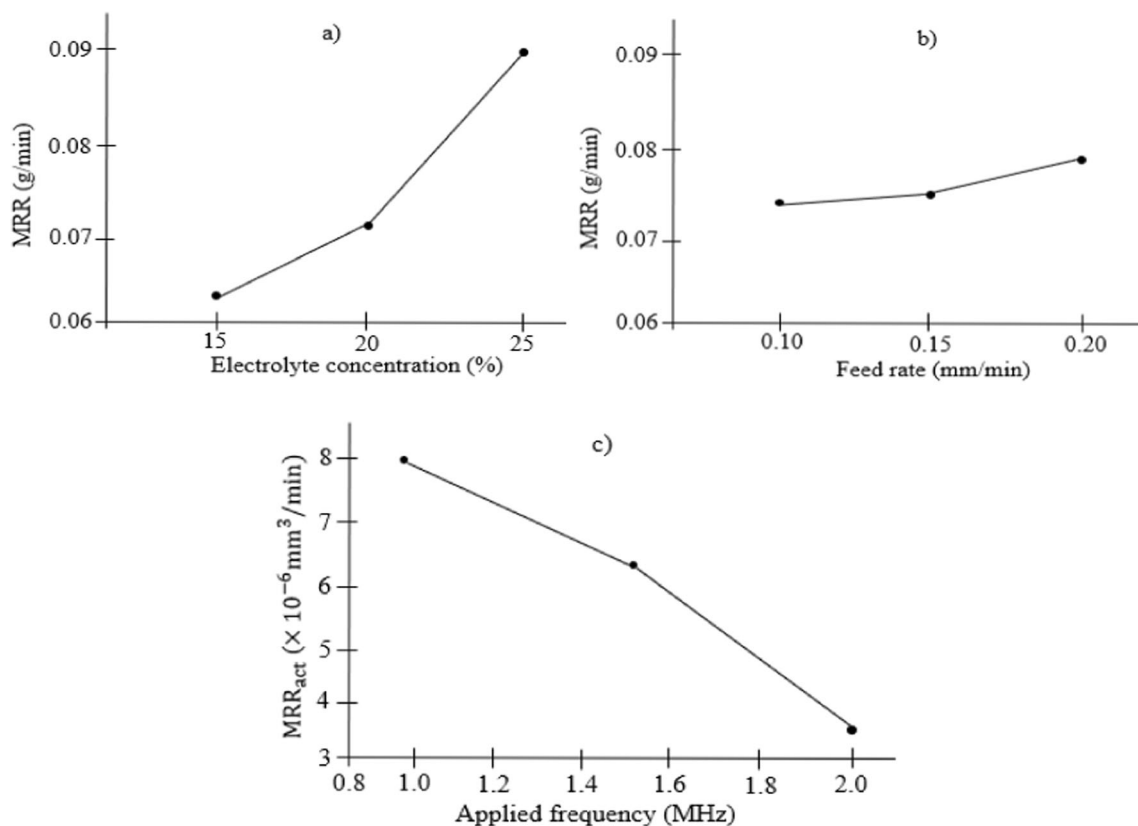 a)
MRR (g/min)
0.09
0.08
0.07
0.06
15 20 25
Electrolyte concentration (%)
b)
MRR (g/min)
0.09
0.08
0.07
0.06
0.10 0.15 0.20
Feed rate (mm/min)
c)
MRR_act (× 10⁻⁶mm³/min)
8
7
6
5
4
3
0.8 1.0 1.2 1.4 1.6 1.8 2.0
Applied frequency (MHz)